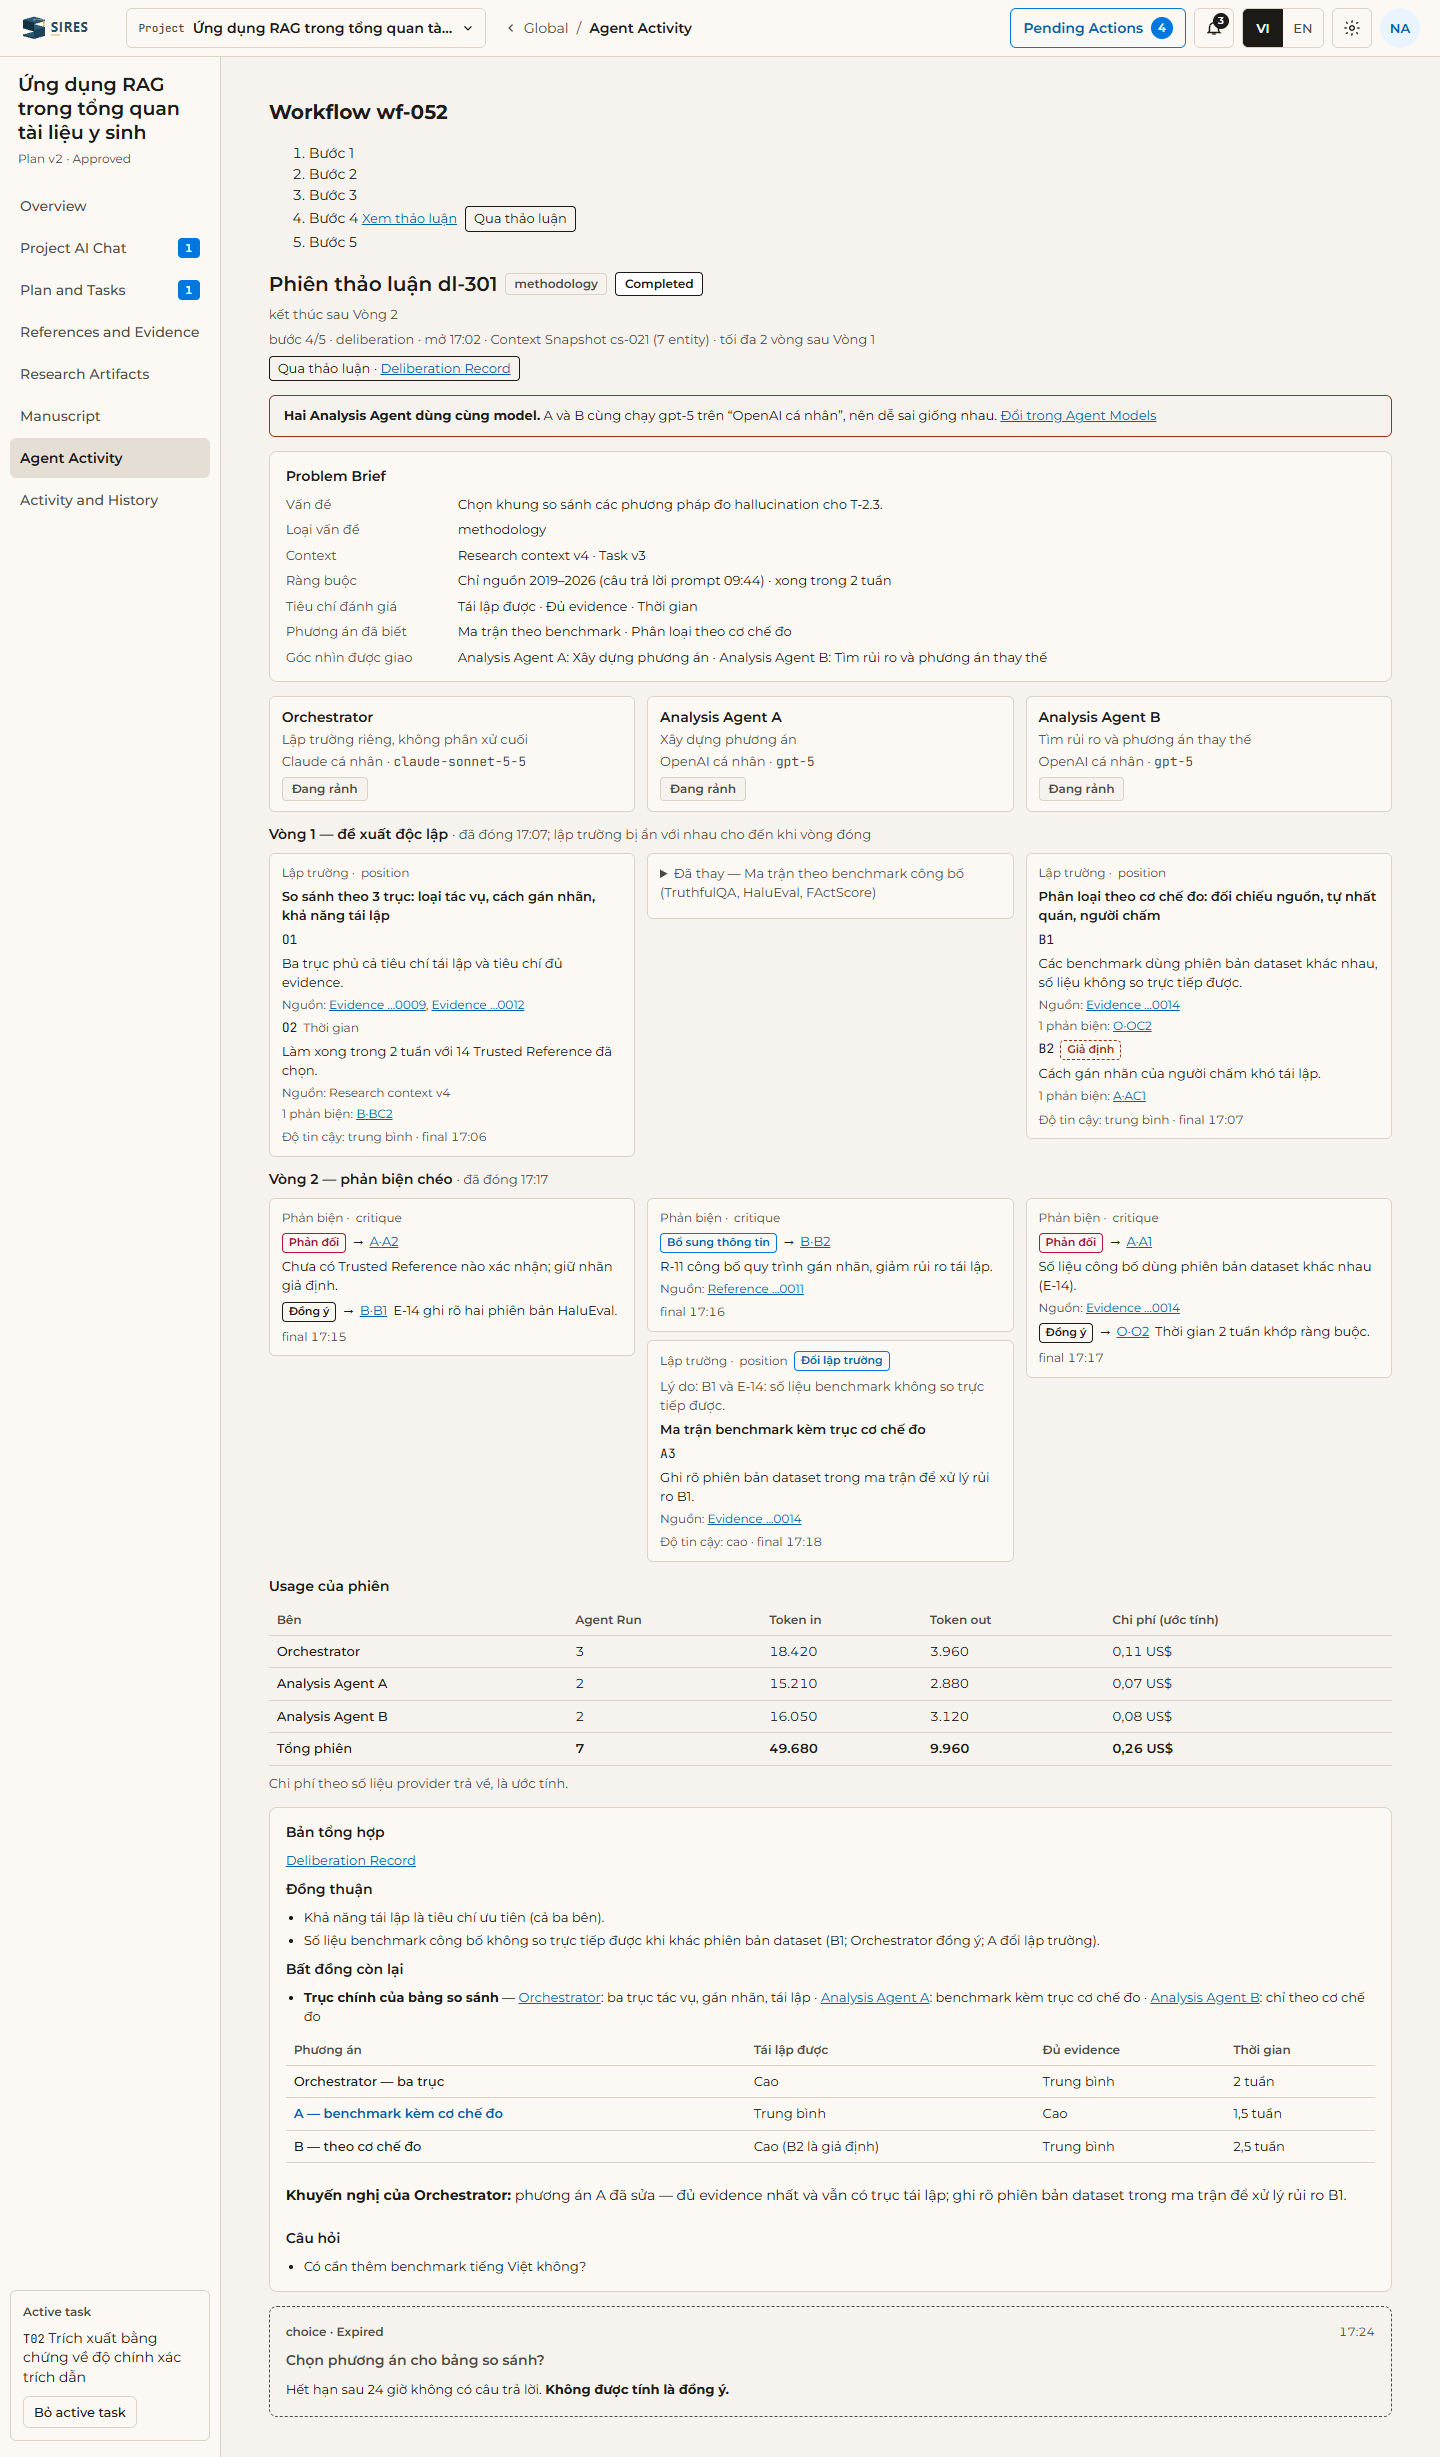 SIRES
Project Ứng dụng RAG trong tổng quan tà...
Global / Agent Activity
Pending Actions 4
3
VI EN
NA
Ứng dụng RAG
trong tổng quan
tài liệu y sinh
Plan v2 · Approved
Overview
Project AI Chat 1
Plan and Tasks 1
References and Evidence
Research Artifacts
Manuscript
Agent Activity
Activity and History
Active task
T02 Trích xuất bằng
chứng về độ chính xác
trích dẫn
Bỏ active task
Workflow wf-052
1. Bước 1
2. Bước 2
3. Bước 3
4. Bước 4 Xem thảo luận Qua thảo luận
5. Bước 5
Phiên thảo luận dl-301 methodology Completed
kết thúc sau Vòng 2
bước 4/5 · deliberation · mở 17:02 · Context Snapshot cs-021 (7 entity) · tối đa 2 vòng sau Vòng 1
Qua thảo luận · Deliberation Record
Hai Analysis Agent dùng cùng model. A và B cùng chạy gpt-5 trên “OpenAI cá nhân”, nên dễ sai giống nhau. Đổi trong Agent Models
Problem Brief
Vấn đề Chọn khung so sánh các phương pháp đo hallucination cho T-2.3.
Loại vấn đề methodology
Context Research context v4 · Task v3
Ràng buộc Chỉ nguồn 2019–2026 (câu trả lời prompt 09:44) · xong trong 2 tuần
Tiêu chí đánh giá Tái lập được · Đủ evidence · Thời gian
Phương án đã biết Ma trận theo benchmark · Phân loại theo cơ chế đo
Góc nhìn được giao Analysis Agent A: Xây dựng phương án · Analysis Agent B: Tìm rủi ro và phương án thay thế
Orchestrator
Lập trường riêng, không phân xử cuối
Claude cá nhân · claude-sonnet-5-5
Đang rảnh
Analysis Agent A
Xây dựng phương án
OpenAI cá nhân · gpt-5
Đang rảnh
Analysis Agent B
Tìm rủi ro và phương án thay thế
OpenAI cá nhân · gpt-5
Đang rảnh
Vòng 1 — đề xuất độc lập · đã đóng 17:07; lập trường bị ẩn với nhau cho đến khi vòng đóng
Lập trường · position
So sánh theo 3 trục: loại tác vụ, cách gán nhãn,
khả năng tái lập
O1
Ba trục phủ cả tiêu chí tái lập và tiêu chí đủ
evidence.
Nguồn: Evidence …0009, Evidence …0012
O2 Thời gian
Làm xong trong 2 tuần với 14 Trusted Reference đã
chọn.
Nguồn: Research context v4
1 phản biện: B·BC2
Độ tin cậy: trung bình · final 17:06
▶ Đã thay — Ma trận theo benchmark công bố
(TruthfulQA, HaluEval, FActScore)
Lập trường · position
Phân loại theo cơ chế đo: đối chiếu nguồn, tự nhất
quán, người chấm
B1
Các benchmark dùng phiên bản dataset khác nhau,
số liệu không so trực tiếp được.
Nguồn: Evidence …0014
1 phản biện: O·OC2
B2 Giả định
Cách gán nhãn của người chấm khó tái lập.
1 phản biện: A·AC1
Độ tin cậy: trung bình · final 17:07
Vòng 2 — phản biện chéo · đã đóng 17:17
Phản biện · critique
Phản đối → A·A2
Chưa có Trusted Reference nào xác nhận; giữ nhãn
giả định.
Đồng ý → B·B1 E-14 ghi rõ hai phiên bản HaluEval.
final 17:15
Phản biện · critique
Bổ sung thông tin → B·B2
R-11 công bố quy trình gán nhãn, giảm rủi ro tái lập.
Nguồn: Reference …0011
final 17:16
Lập trường · position Đổi lập trường
Lý do: B1 và E-14: số liệu benchmark không so trực
tiếp được.
Ma trận benchmark kèm trục cơ chế đo
A3
Ghi rõ phiên bản dataset trong ma trận để xử lý rủi
ro B1.
Nguồn: Evidence …0014
Độ tin cậy: cao · final 17:18
Phản biện · critique
Phản đối → A·A1
Số liệu công bố dùng phiên bản dataset khác nhau
(E-14).
Nguồn: Evidence …0014
Đồng ý → O·O2 Thời gian 2 tuần khớp ràng buộc.
final 17:17
Usage của phiên
Bên Agent Run Token in Token out Chi phí (ước tính)
Orchestrator 3 18.420 3.960 0,11 US$
Analysis Agent A 2 15.210 2.880 0,07 US$
Analysis Agent B 2 16.050 3.120 0,08 US$
Tổng phiên 7 49.680 9.960 0,26 US$
Chi phí theo số liệu provider trả về, là ước tính.
Bản tổng hợp
Deliberation Record
Đồng thuận
• Khả năng tái lập là tiêu chí ưu tiên (cả ba bên).
• Số liệu benchmark công bố không so trực tiếp được khi khác phiên bản dataset (B1; Orchestrator đồng ý; A đổi lập trường).
Bất đồng còn lại
• Trục chính của bảng so sánh — Orchestrator: ba trục tác vụ, gán nhãn, tái lập · Analysis Agent A: benchmark kèm trục cơ chế đo · Analysis Agent B: chỉ theo cơ chế
đo
Phương án Tái lập được Đủ evidence Thời gian
Orchestrator — ba trục Cao Trung bình 2 tuần
A — benchmark kèm cơ chế đo Trung bình Cao 1,5 tuần
B — theo cơ chế đo Cao (B2 là giả định) Trung bình 2,5 tuần
Khuyến nghị của Orchestrator: phương án A đã sửa — đủ evidence nhất và vẫn có trục tái lập; ghi rõ phiên bản dataset trong ma trận để xử lý rủi ro B1.
Câu hỏi
• Có cần thêm benchmark tiếng Việt không?
choice · Expired 17:24
Chọn phương án cho bảng so sánh?
Hết hạn sau 24 giờ không có câu trả lời. Không được tính là đồng ý.